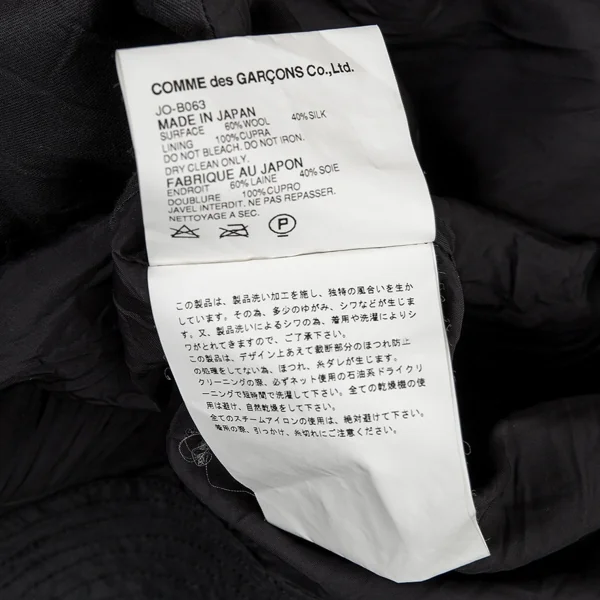 COMME des GARÇONS Co., Ltd.
JO-B063
MADE IN JAPAN
SURFACE 60%WOOL 40%SILK
LINING 100%CUPRA
DO NOT BLEACH. DO NOT IRON.
DRY CLEAN ONLY.
FABRIQUE AU JAPON
ENDROIT 60%LAINE 40%SOIE
DOUBLURE 100%CUPRO
JAVEL INTERDIT. NE PAS REPASSER.
NETTOYAGE A SEC.
P
この製品は、製品洗い加工を施し、独特の風合いを生か
しています。その為、多少のゆがみ、シワなどが生じま
す。又、製品洗いによるシワの為、着用や洗濯によりシ
ワがとれてきますので、ご了承下さい。
この製品は、デザイン上あえて裁断部分のほつれ防止
の処理をしてない為、ほつれ、糸ダレが生じます。
クリーニングの際、必ずネット使用の石油系ドライクリ
ーニングで短時間で洗濯して下さい。全ての乾燥機の使
用は避け、自然乾燥をして下さい。
全てのスチームアイロンの使用は、絶対避けて下さい。
着用の際、引っかけ、糸切れにご注意ください。